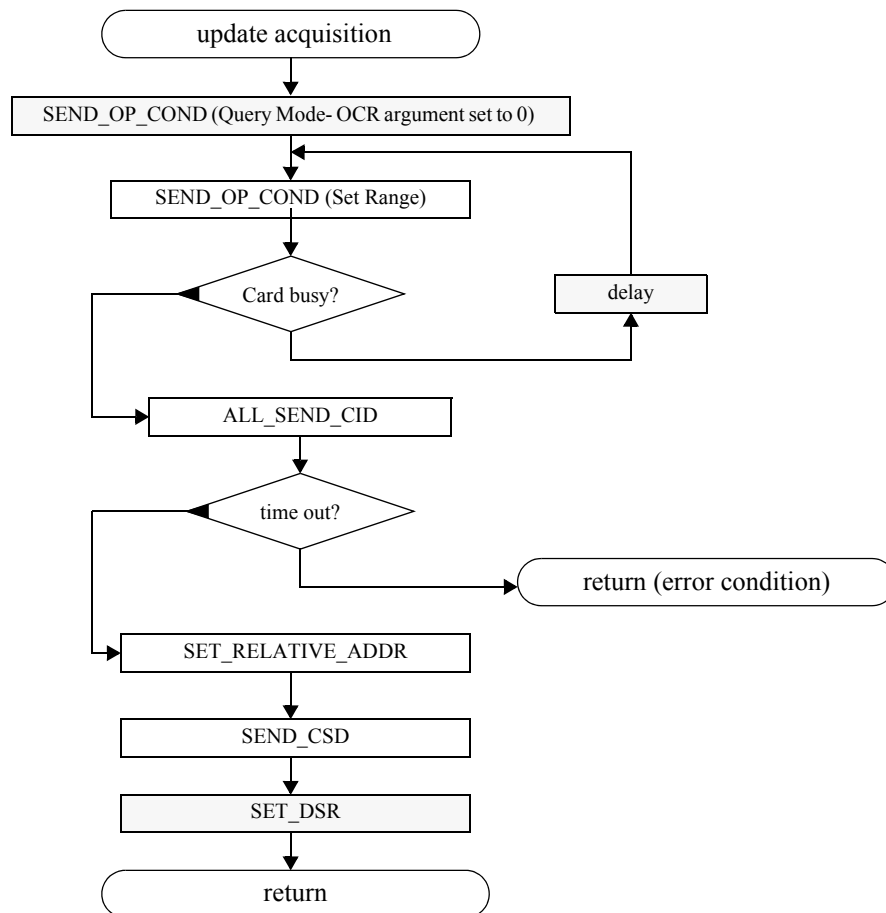 update acquisition
SEND_OP_COND (Query Mode- OCR argument set to 0)
SEND_OP_COND (Set Range)
Card busy?
delay
ALL_SEND_CID
time out?
return (error condition)
SET_RELATIVE_ADDR
SEND_CSD
SET_DSR
return